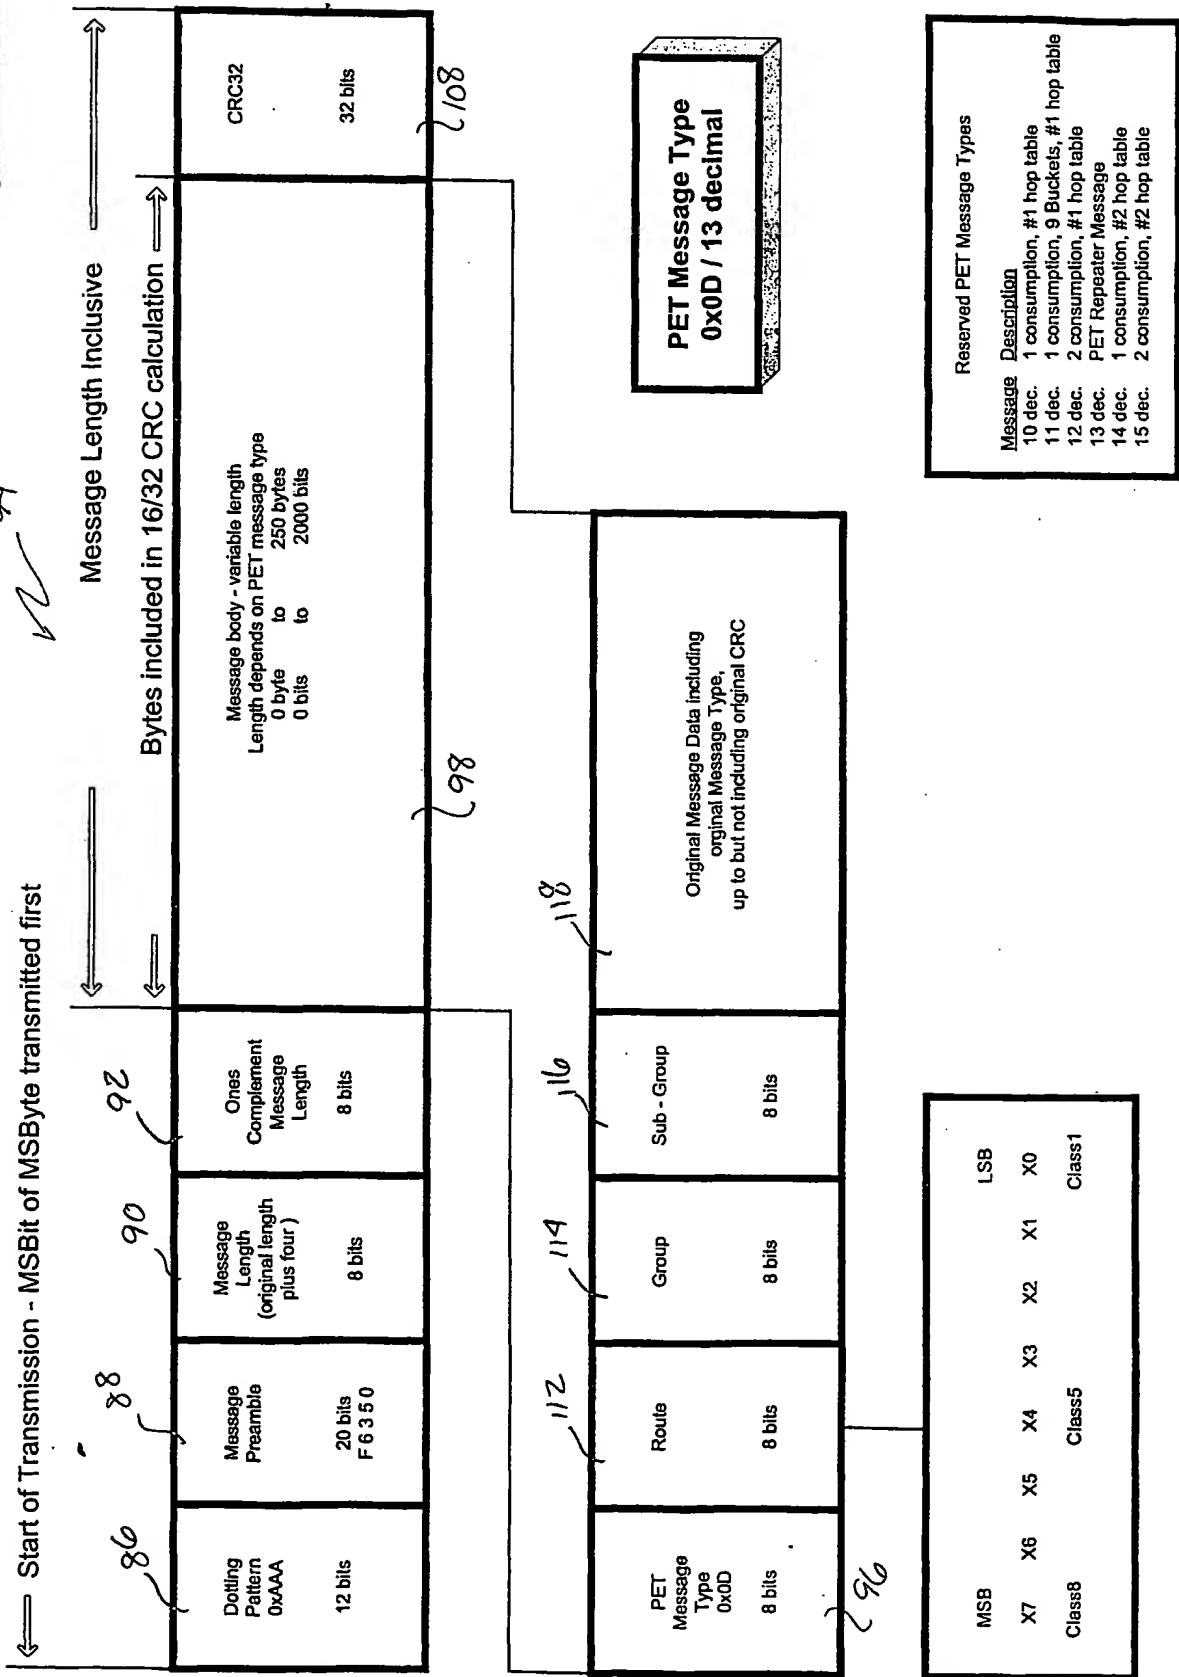 Start of Transmission - MSBit of MSByte transmitted first
Message Length Inclusive
Bytes included in 16/32 CRC calculation
86
88
90
92
Dotting
Pattern
0xAAA
12 bits
Message
Preamble
20 bits
F 6 3 5 0
Message
Length
(original length
plus four )
8 bits
Ones
Complement
Message
Length
8 bits
Message body - variable length
Length depends on PET message type
0 byte to 250 bytes
0 bits to 2000 bits
98
CRC32
32 bits
108
112
114
116
118
PET
Message
Type
0x0D
8 bits
96
Route
8 bits
Group
8 bits
Sub - Group
8 bits
Original Message Data including
orginal Message Type,
up to but not including original CRC
PET Message Type
0x0D / 13 decimal
MSB LSB
X7 X6 X5 X4 X3 X2 X1 X0
Class8 Class5 Class1
Reserved PET Message Types
Message Description
10 dec. 1 consumption, #1 hop table
11 dec. 1 consumption, 9 Buckets, #1 hop table
12 dec. 2 consumption, #1 hop table
13 dec. PET Repeater Message
14 dec. 1 consumption, #2 hop table
15 dec. 2 consumption, #2 hop table